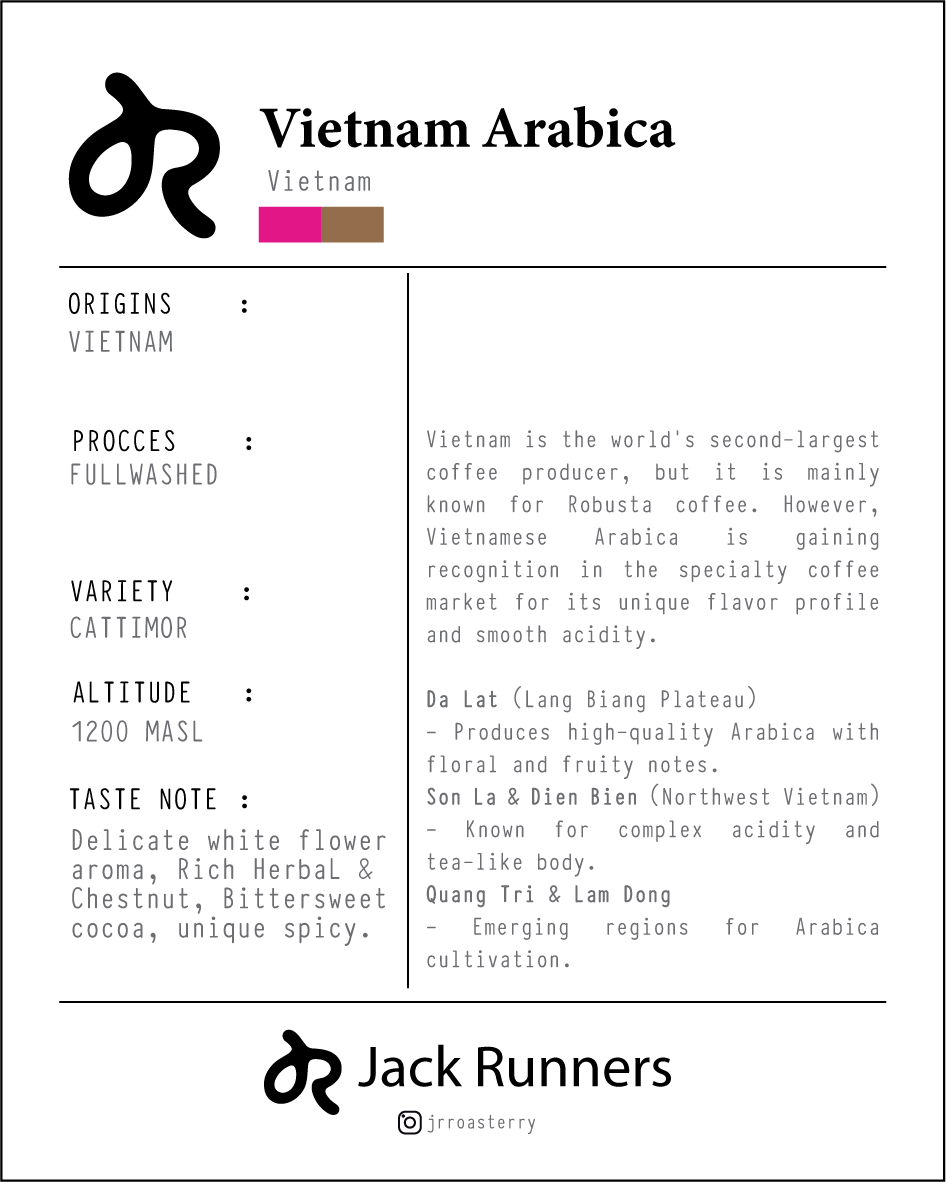 Vietnam Arabica
Vietnam
ORIGINS :
VIETNAM
PROCCES :
FULLWASHED
VARIETY :
CATTIMOR
ALTITUDE :
1200 MASL
TASTE NOTE :
Delicate white flower
aroma, Rich HerbaL &
Chestnut, Bittersweet
cocoa, unique spicy.
Vietnam is the world's second-largest
coffee producer, but it is mainly
known for Robusta coffee. However,
Vietnamese Arabica is gaining
recognition in the specialty coffee
market for its unique flavor profile
and smooth acidity.
Da Lat (Lang Biang Plateau)
- Produces high-quality Arabica with
floral and fruity notes.
Son La & Dien Bien (Northwest Vietnam)
- Known for complex acidity and
tea-like body.
Quang Tri & Lam Dong
- Emerging regions for Arabica
cultivation.
Jack Runners
jrroasterry